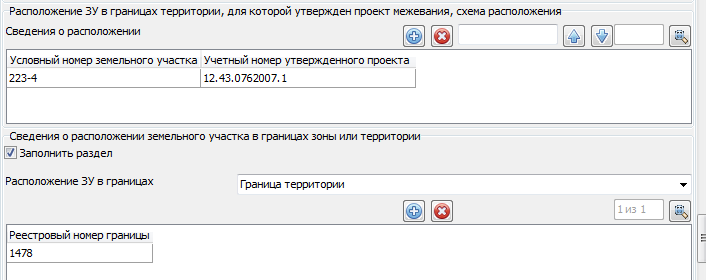 Расположение ЗУ в границах территории, для которой утвержден проект межевания, схема расположения
Сведения о расположении
Условный номер земельного участка Учетный номер утвержденного проекта
223-4 12.43.0762007.1
Сведения о расположении земельного участка в границах зоны или территории
Заполнить раздел
Расположение ЗУ в границах Граница территории
1 из 1
Реестровый номер границы
1478